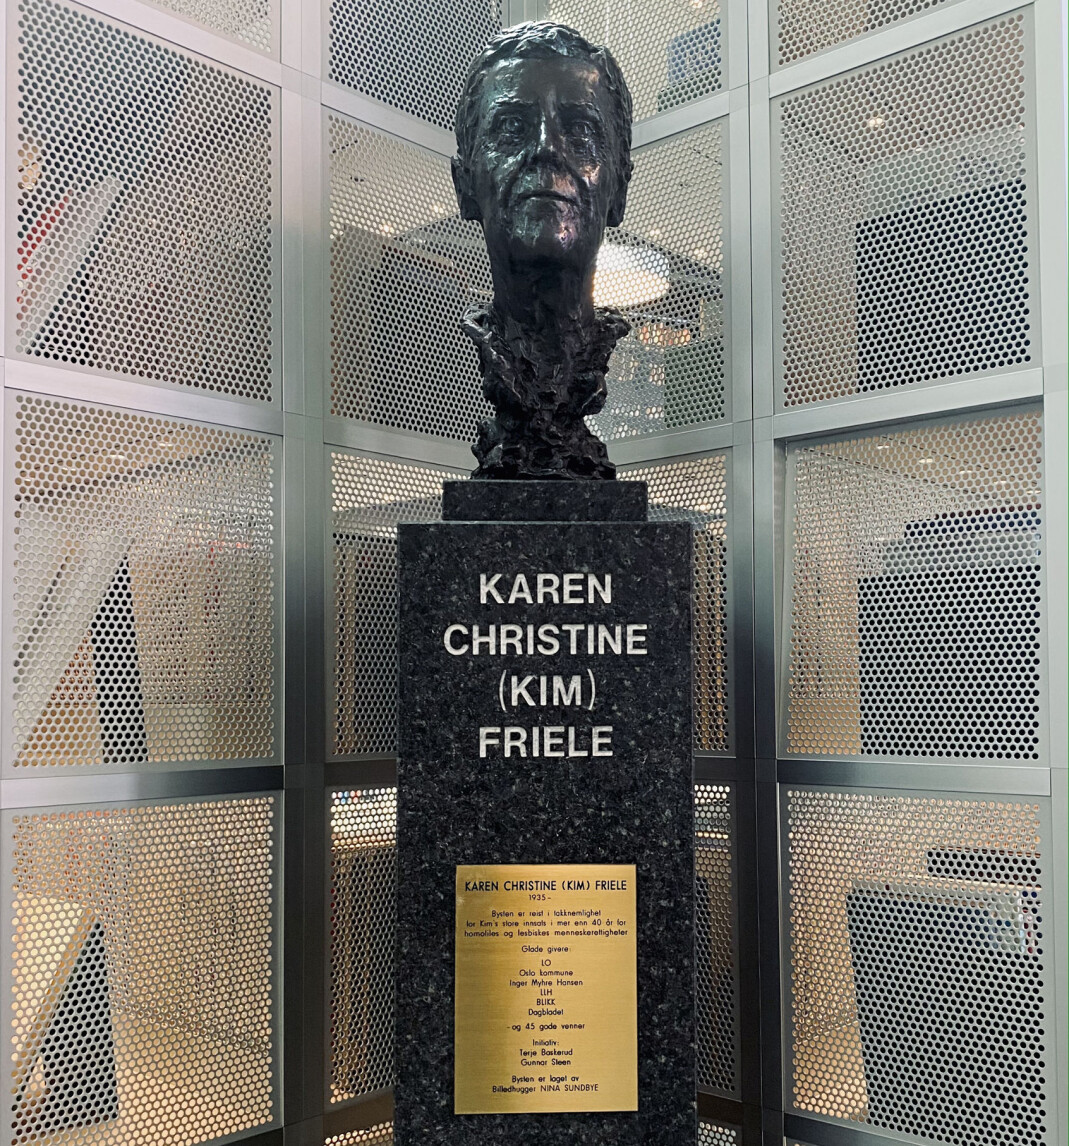 KAREN
CHRISTINE
(KIM)
FRIELE
KAREN CHRISTINE (KIM) FRIELE
1935 -
Bysten er reist i takknemlighet
for Kim's store innsats i mer enn 40 år for
homofiles og lesbiskes menneskerettigheter
Glade givere:
LO
Oslo kommune
Inger Myhre Hansen
LLH
BLIKK
Dagbladet
- og 45 gode venner
Initiativ:
Terje Baskerud
Gunnar Steen
Bysten er laget av
Billedhugger NINA SUNDBYE